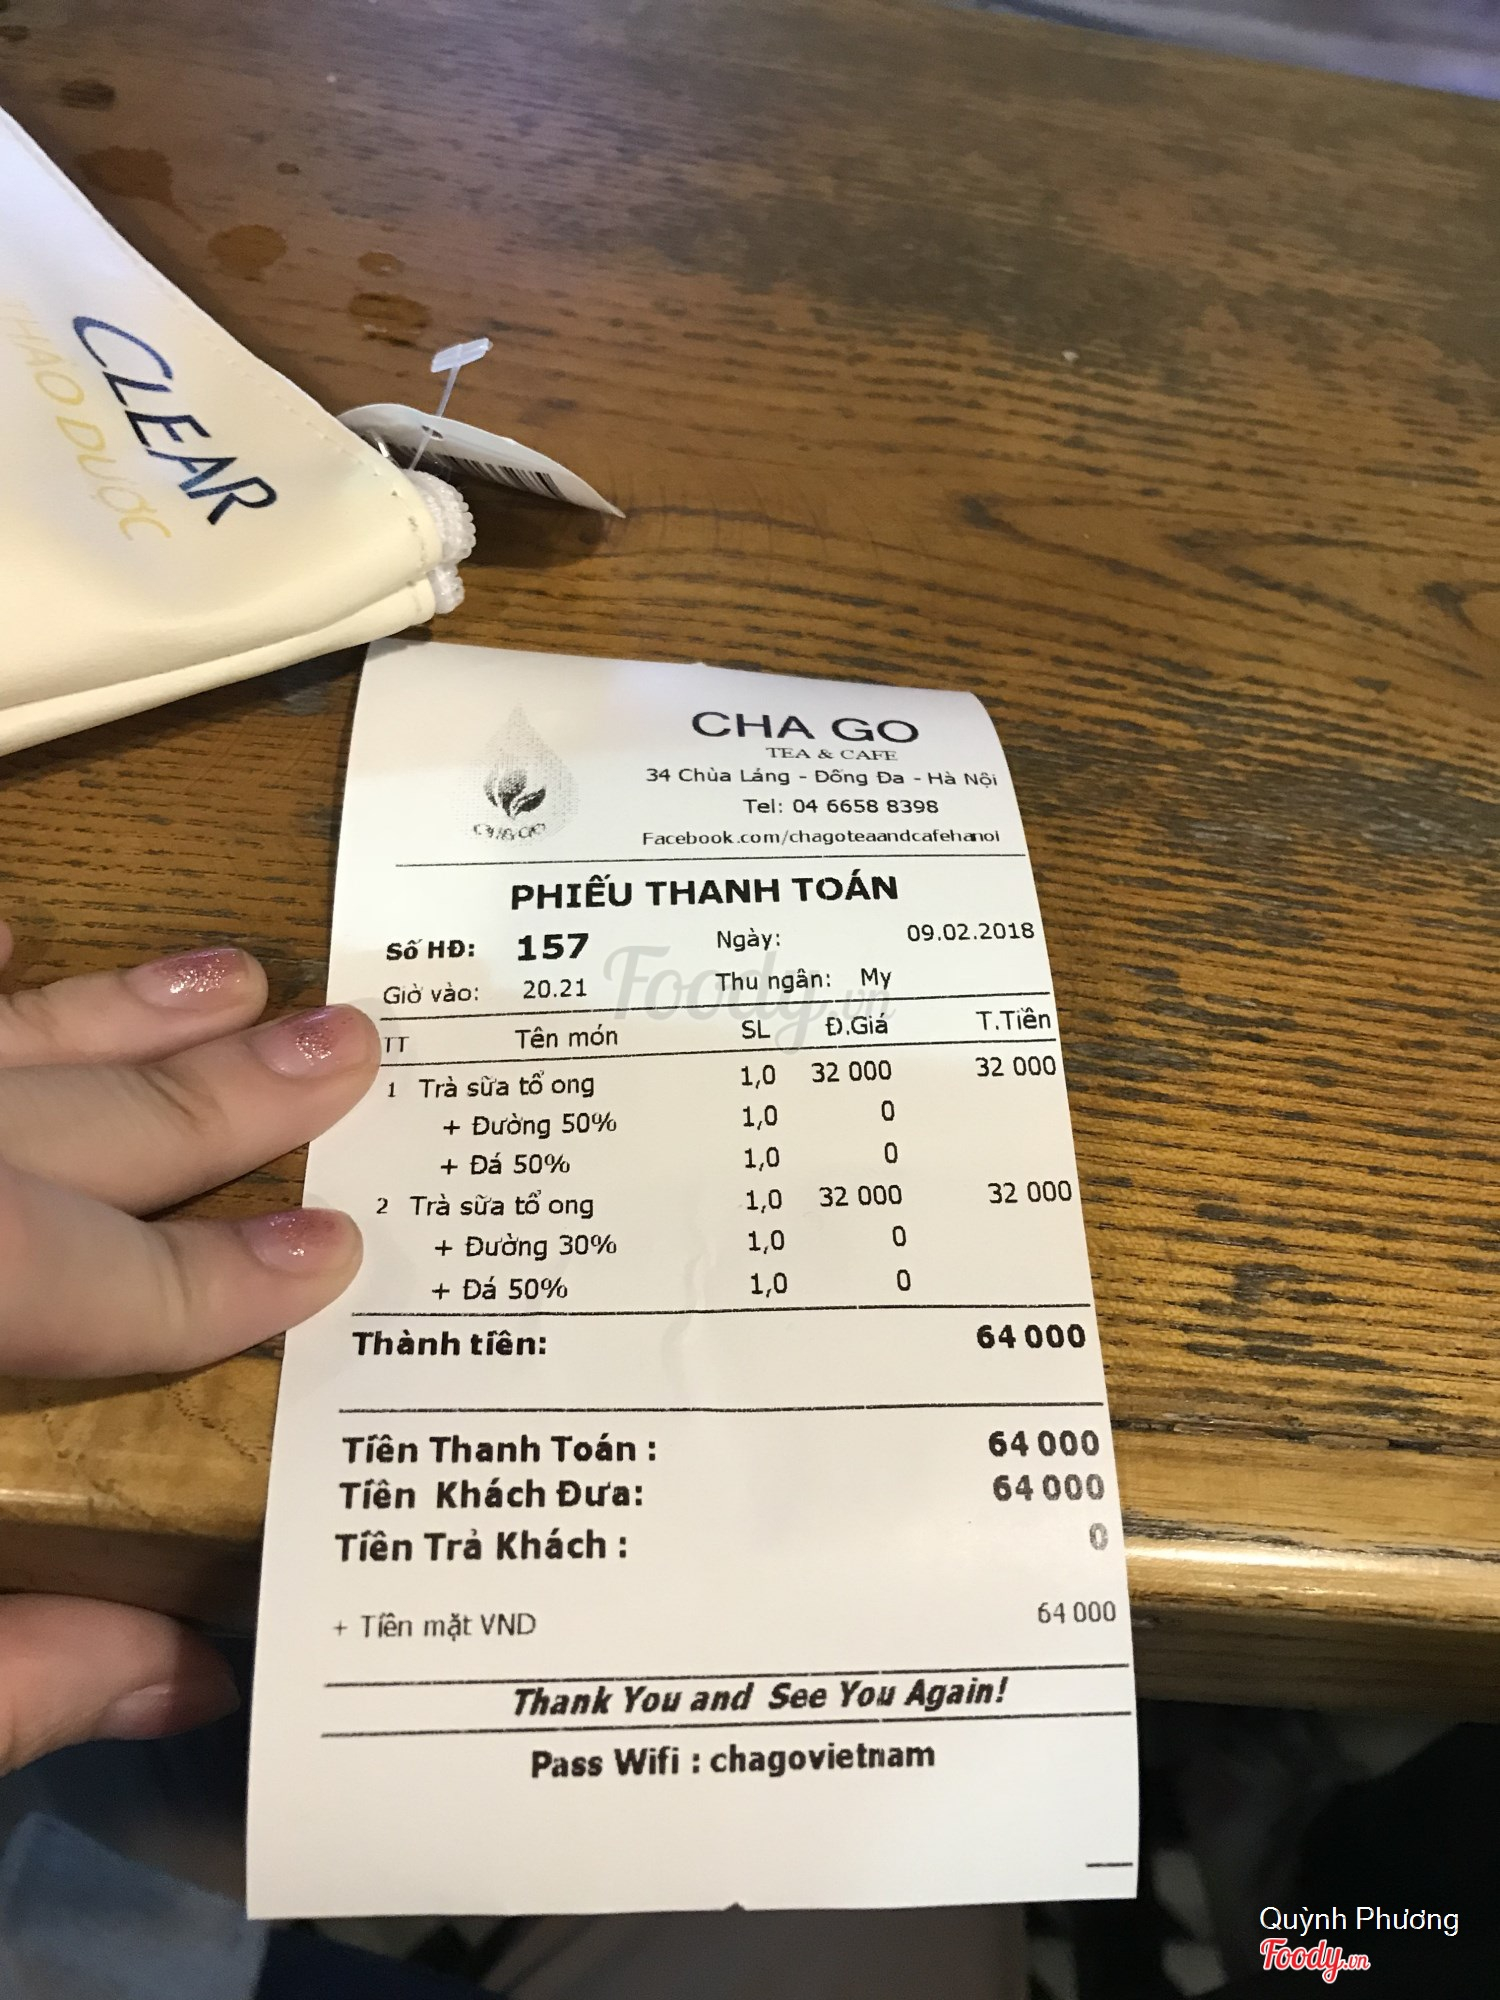 CLEAR
THẢO DƯỢC
CHA GO
TEA & CAFE
34 Chùa Láng - Đống Đa - Hà Nội
Tel: 04 6658 8398
Facebook.com/chagoteaandcafehanoi
CHAGO
PHIẾU THANH TOÁN
Số HĐ: 157 Ngày: 09.02.2018
Giờ vào: 20.21 Thu ngân: My
TT Tên món SL Đ.Giá T.Tiền
1 Trà sữa tổ ong 1,0 32 000 32 000
+ Đường 50% 1,0 0
+ Đá 50% 1,0 0
2 Trà sữa tổ ong 1,0 32 000 32 000
+ Đường 30% 1,0 0
+ Đá 50% 1,0 0
Thành tiền: 64 000
Tiền Thanh Toán : 64 000
Tiền Khách Đưa: 64 000
Tiền Trả Khách : 0
+ Tiền mặt VND 64 000
Thank You and See You Again!
Pass Wifi : chagovietnam
Foody.vn
Quỳnh Phương
Foody.vn